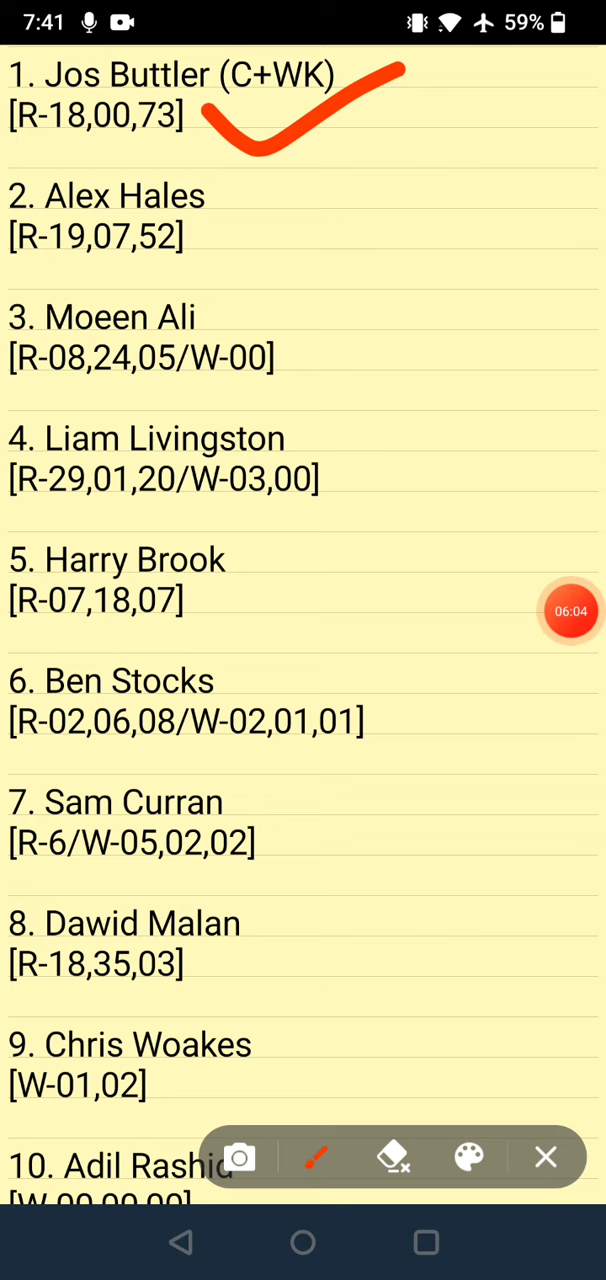 7:41 59%
1. Jos Buttler (C+WK)
[R-18,00,73]
2. Alex Hales
[R-19,07,52]
3. Moeen Ali
[R-08,24,05/W-00]
4. Liam Livingston
[R-29,01,20/W-03,00]
5. Harry Brook
[R-07,18,07]
06:04
6. Ben Stocks
[R-02,06,08/W-02,01,01]
7. Sam Curran
[R-6/W-05,02,02]
8. Dawid Malan
[R-18,35,03]
9. Chris Woakes
[W-01,02]
10. Adil Rashid
[W-00,00,00]